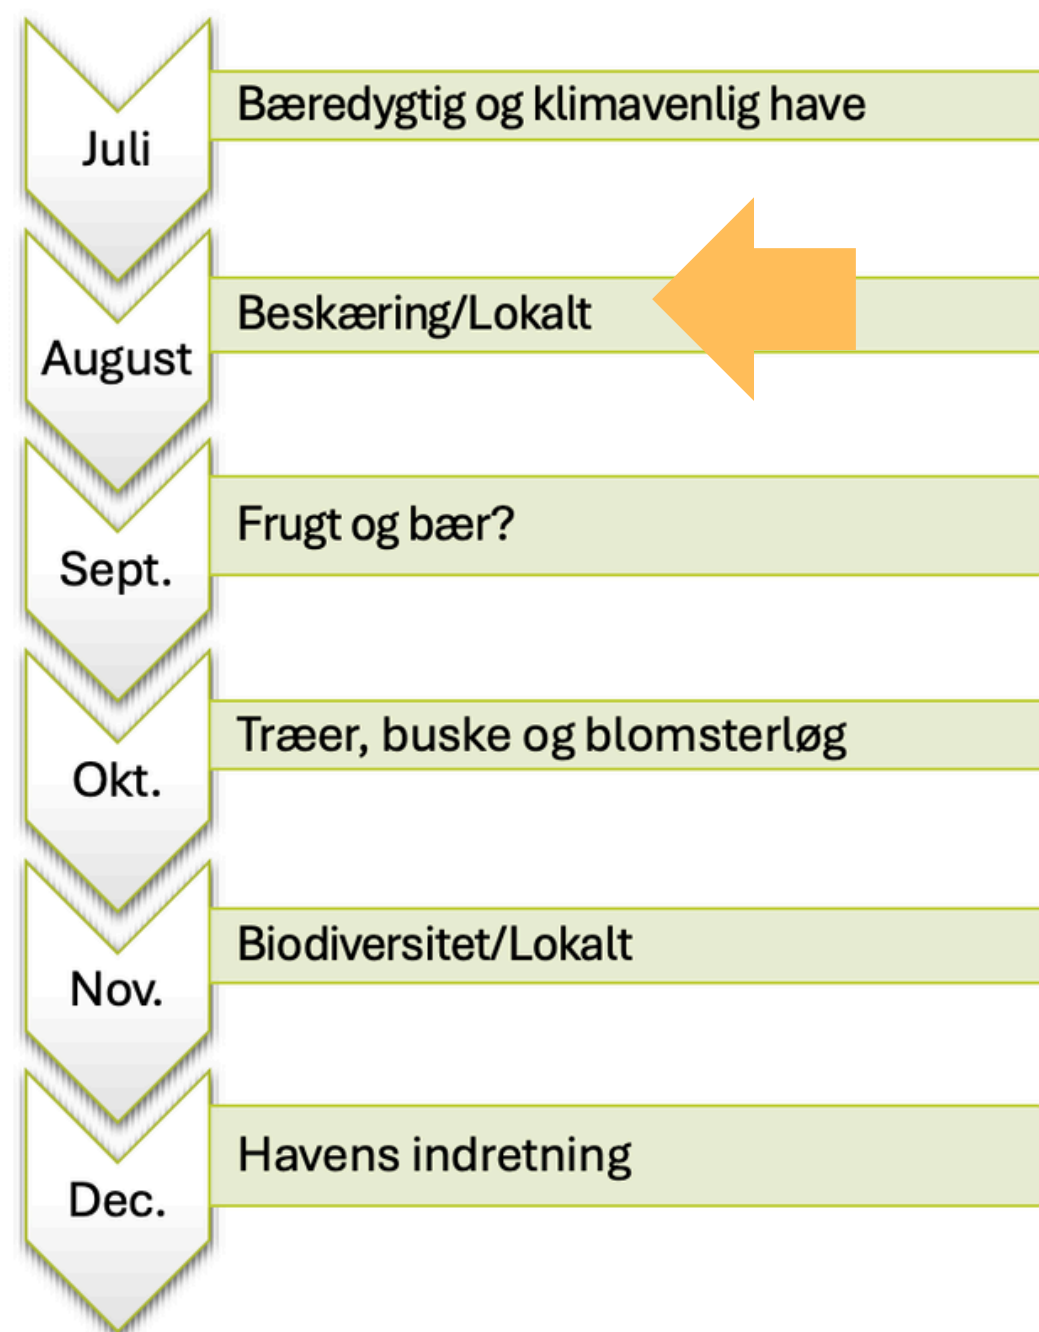 Juli
Bæredygtig og klimavenlig have
August
Beskæring/Lokalt
Sept.
Frugt og bær?
Okt.
Træer, buske og blomsterløg
Nov.
Biodiversitet/Lokalt
Dec.
Havens indretning